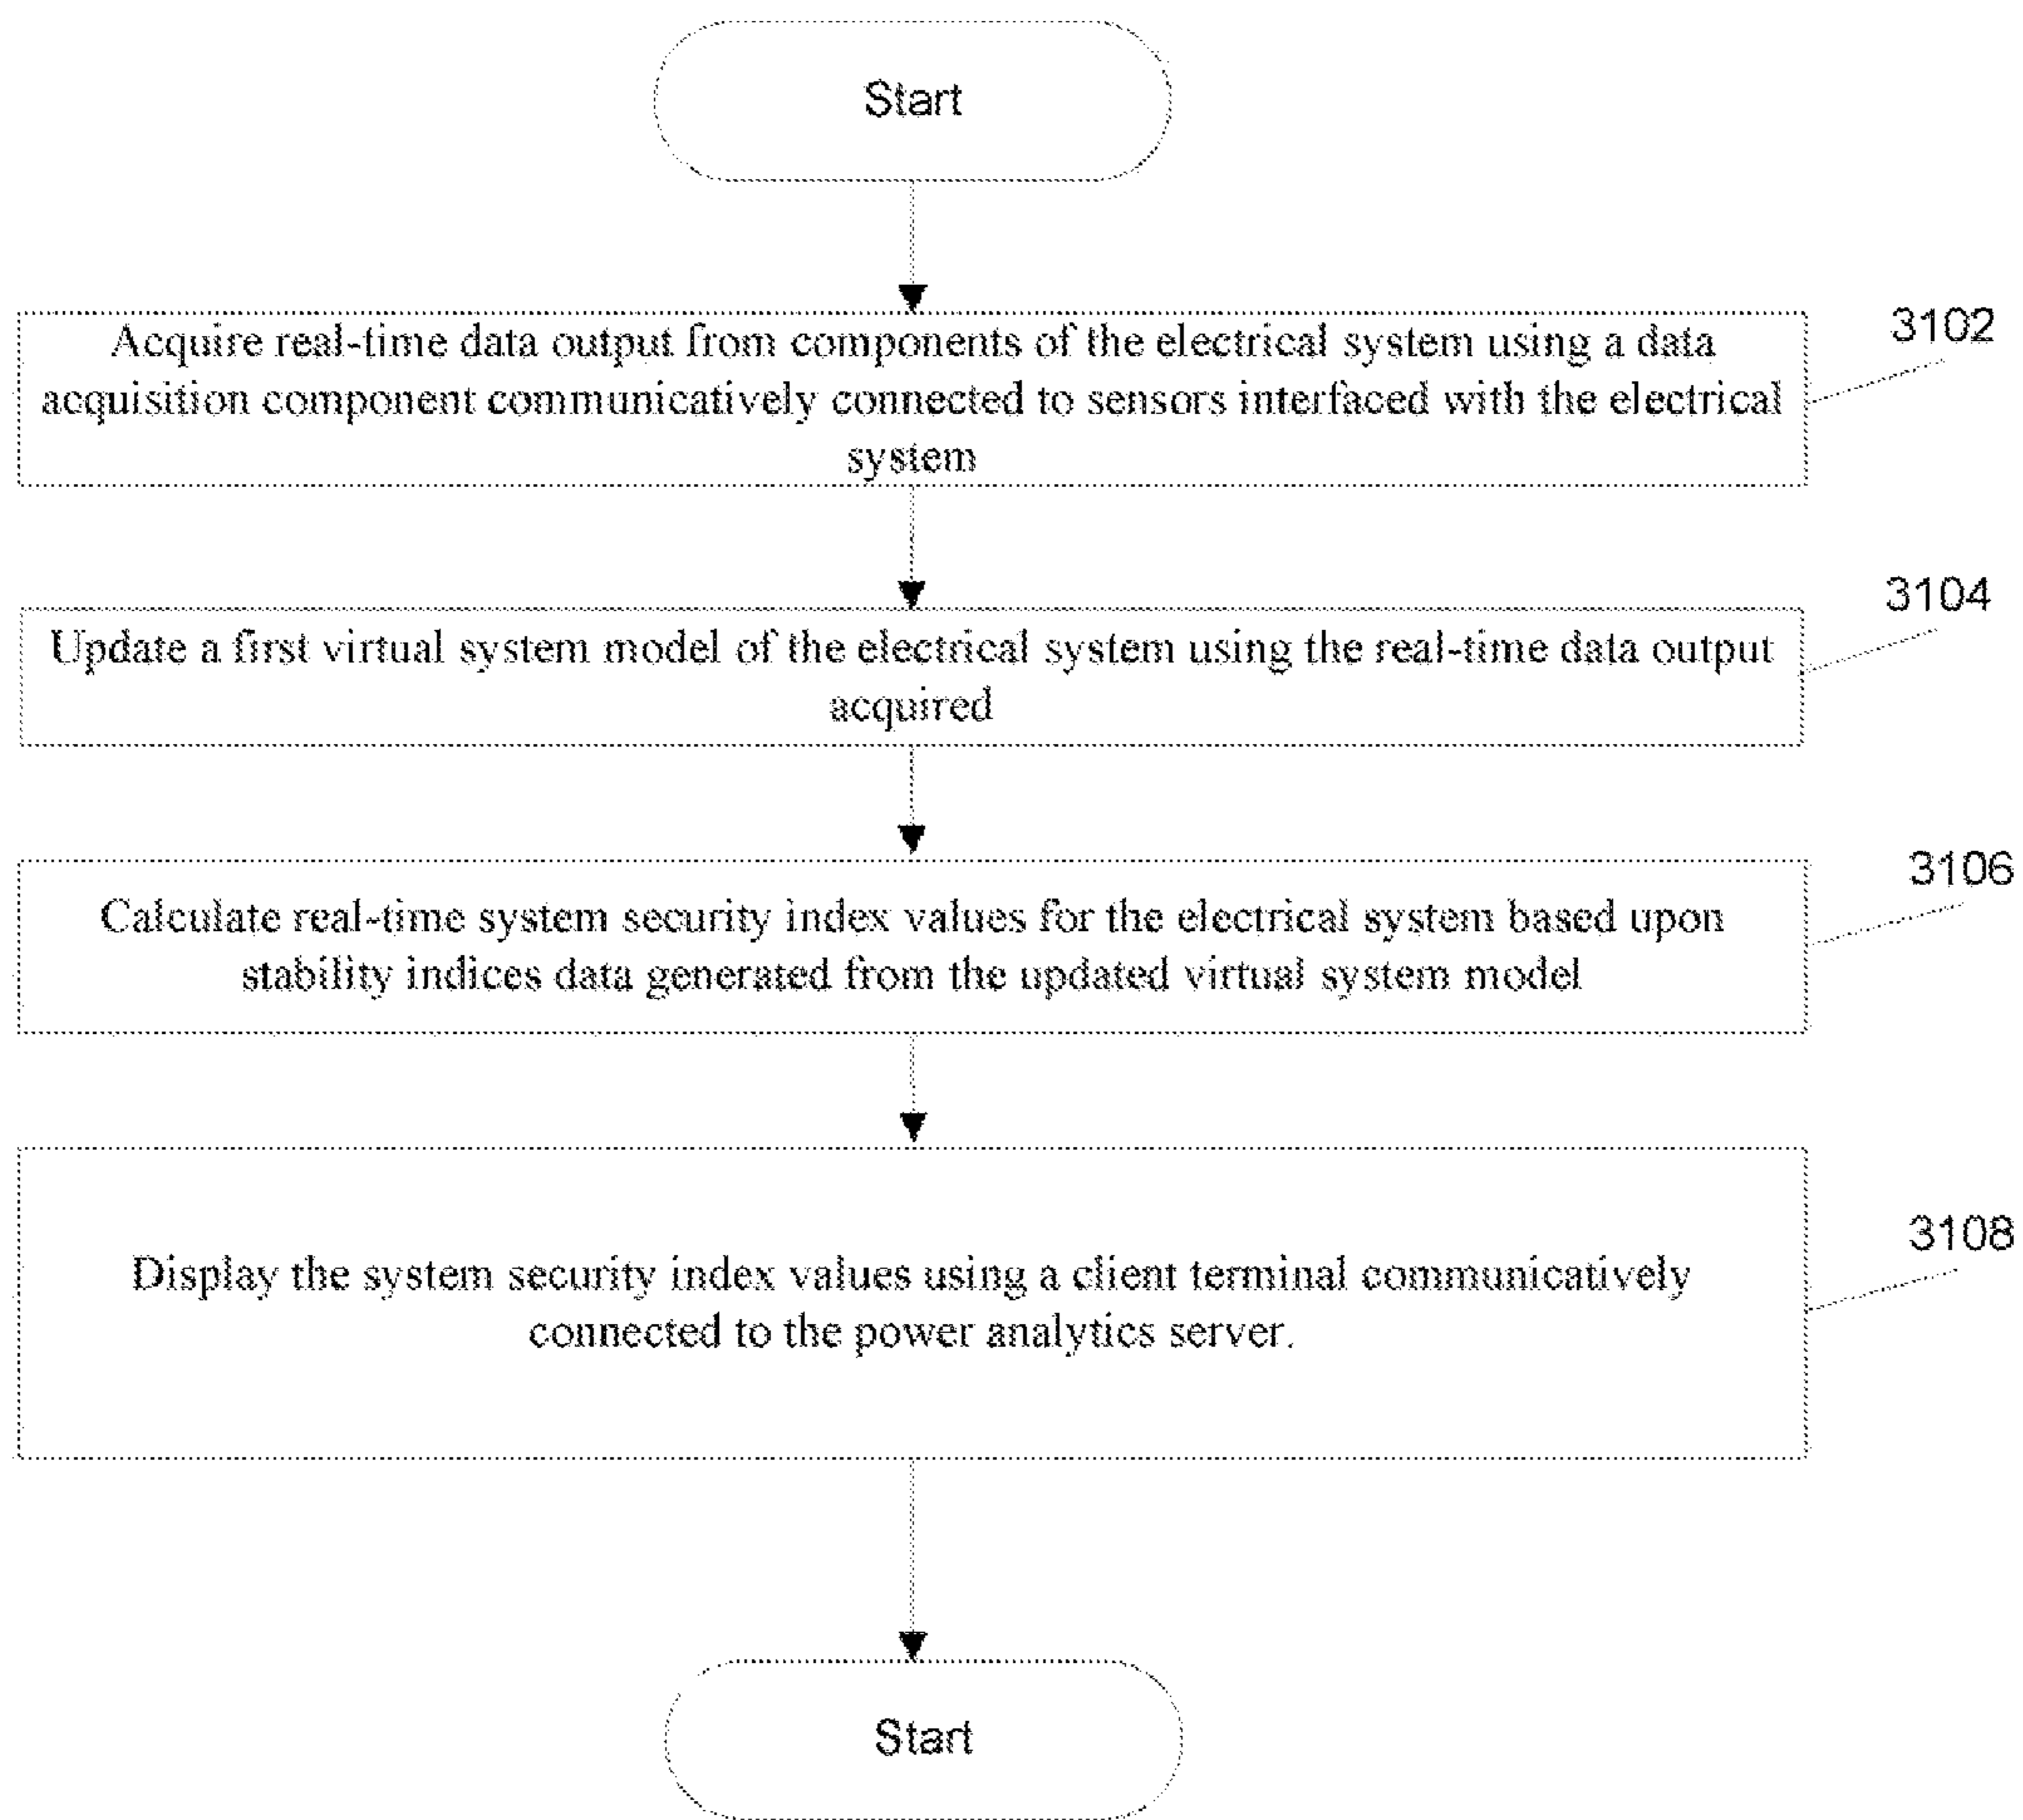 Start
Acquire real-time data output from components of the electrical system using a data
acquisition component communicatively connected to sensors interfaced with the electrical
system
3102
Update a first virtual system model of the electrical system using the real-time data output
acquired
3104
Calculate real-time system security index values for the electrical system based upon
stability indices data generated from the updated virtual system model
3106
Display the system security index values using a client terminal communicatively
connected to the power analytics server.
3108
Start